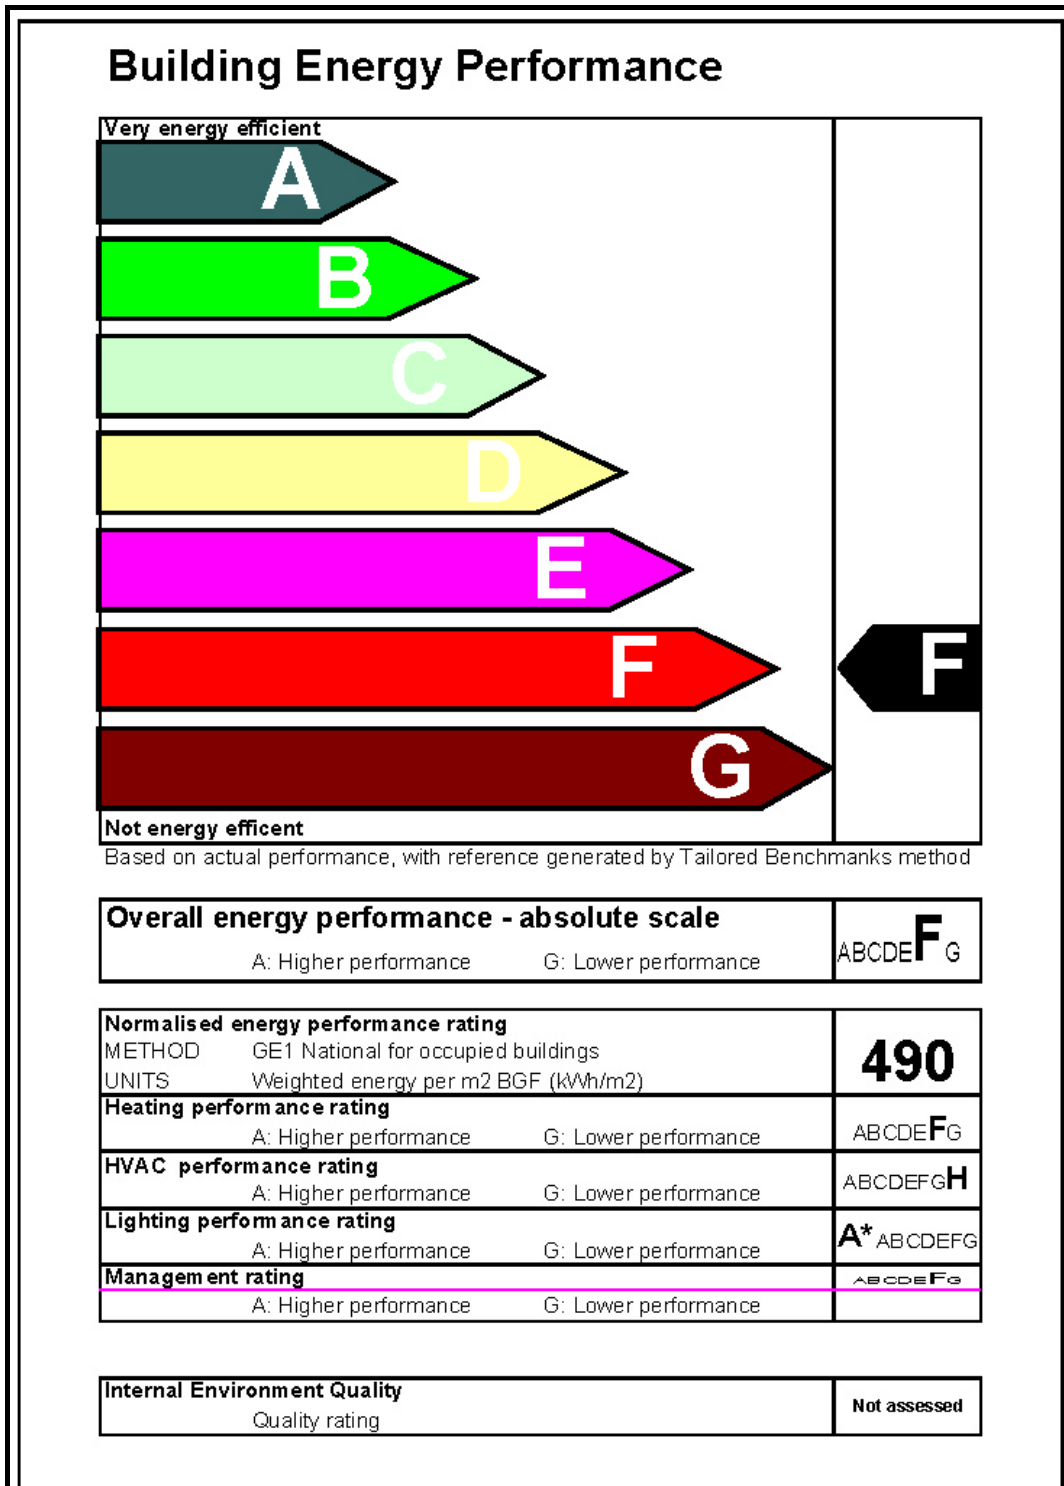 Building Energy Performance
Very energy efficient
A
B
C
D
E
F
F
G
Not energy efficent
Based on actual performance, with reference generated by Tailored Benchmanks method
Overall energy performance - absolute scale
A: Higher performance G: Lower performance
ABCDEFG
Normalised energy performance rating
METHOD GE1 National for occupied buildings
UNITS Weighted energy per m2 BGF (kWh/m2)
490
Heating performance rating
A: Higher performance G: Lower performance
ABCDEFG
HVAC performance rating
A: Higher performance G: Lower performance
ABCDEFGH
Lighting performance rating
A: Higher performance G: Lower performance
A* ABCDEFG
Management rating
ABCDEFG
A: Higher performance G: Lower performance
Internal Environment Quality
Quality rating
Not assessed